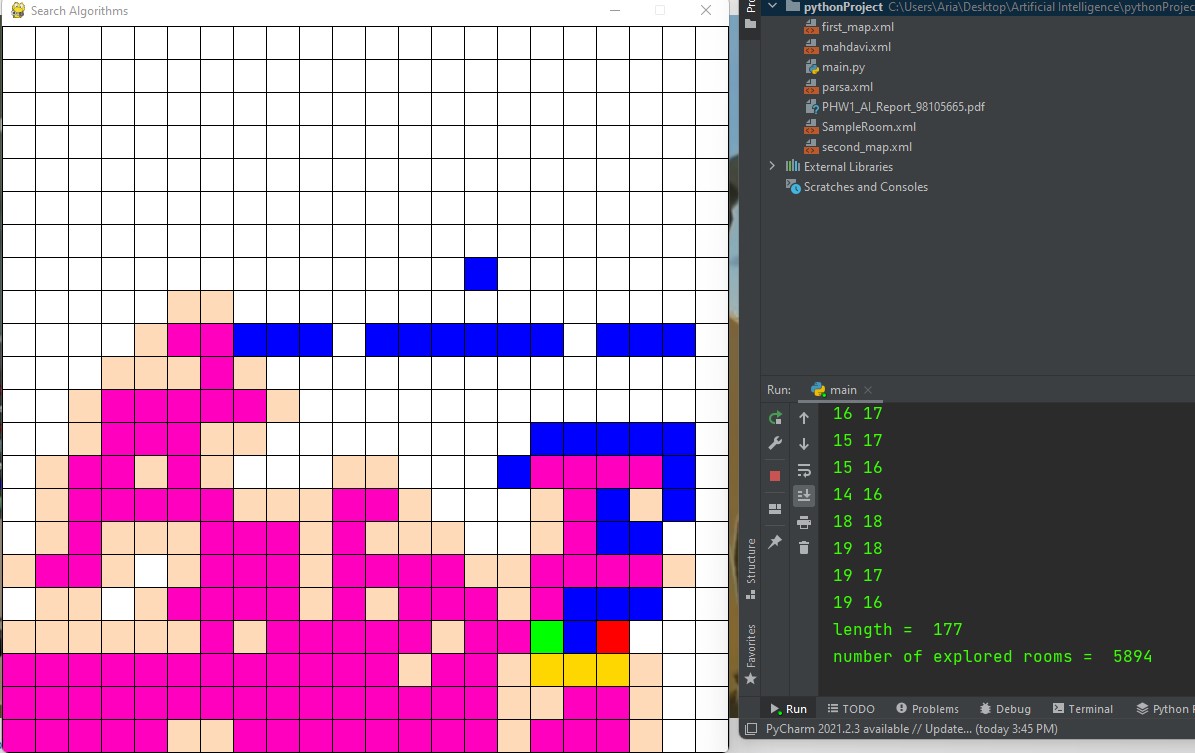 Search Algorithms
pythonProject C:\Users\Aria\Desktop\Artificial Intelligence\pythonProjec
first_map.xml
mahdavi.xml
main.py
parsa.xml
PHW1_AI_Report_98105665.pdf
SampleRoom.xml
second_map.xml
External Libraries
Scratches and Consoles
Run: main
16 17
15 17
15 16
14 16
18 18
19 18
19 17
19 16
length = 177
number of explored rooms = 5894
Structure
Favorites
Run
TODO
Problems
Debug
Terminal
Python
PyCharm 2021.2.3 available // Update... (today 3:45 PM)